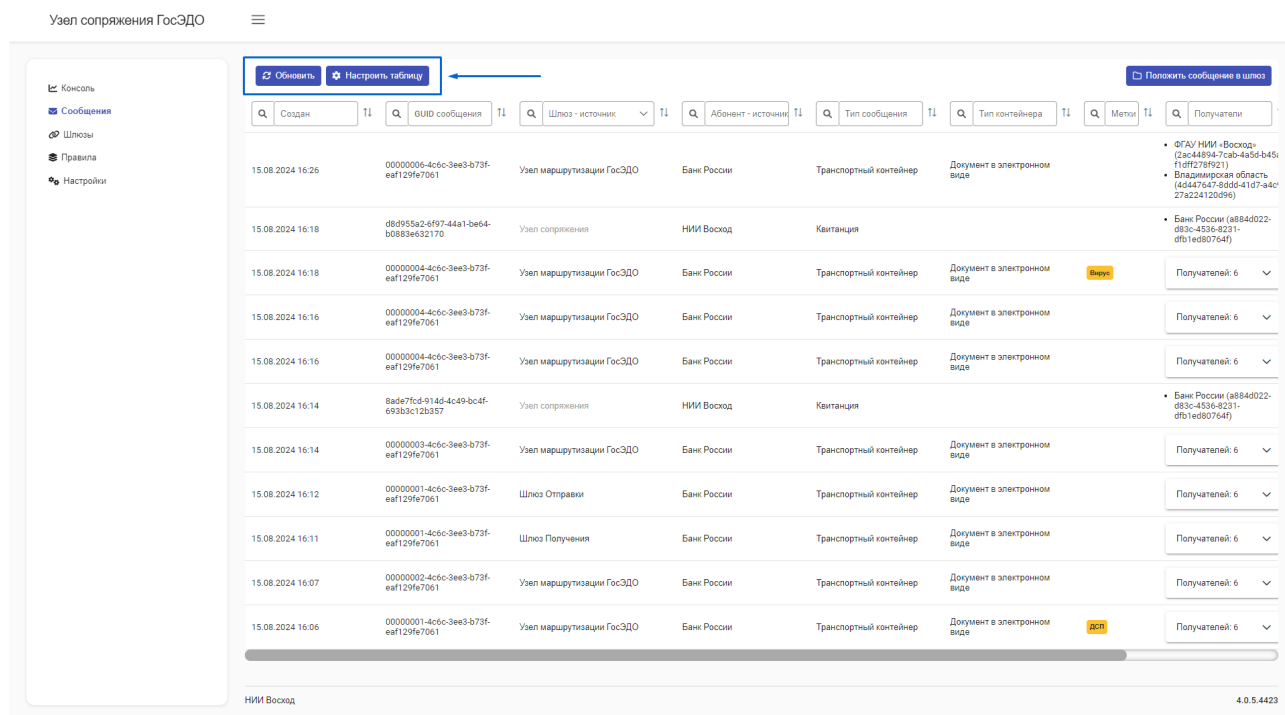 Узел сопряжения ГосЭДО
Обновить Настроить таблицу Положить сообщение в шлюз
Консоль
Сообщения
Шлюзы
Правила
Настройки
Создан GUID сообщения Шлюз - источник Абонент - источник Тип сообщения Тип контейнера Метки Получатели
15.08.2024 16:26 00000006-4c6c-3ee3-b73f- Узел маршрутизации ГосЭДО Банк России Транспортный контейнер Документ в электронном • ФГАУ НИИ «Восход»
eaf129fe7061 виде (2ac44894-7cab-4a5d-b45a
f1dff278f921)
• Владимирская область
(4d447647-8ddd-41d7-a4c
27a224120d96)
15.08.2024 16:18 d8d955a2-6f97-44a1-be64- Узел сопряжения НИИ Восход Квитанция • Банк России (a884d022-
b0883e632170 d83c-4536-8231-
dfb1ed80764f)
15.08.2024 16:18 00000004-4c6c-3ee3-b73f- Узел маршрутизации ГосЭДО Банк России Транспортный контейнер Документ в электронном Вирус Получателей: 6
eaf129fe7061 виде
15.08.2024 16:16 00000004-4c6c-3ee3-b73f- Узел маршрутизации ГосЭДО Банк России Транспортный контейнер Документ в электронном Получателей: 6
eaf129fe7061 виде
15.08.2024 16:16 00000004-4c6c-3ee3-b73f- Узел маршрутизации ГосЭДО Банк России Транспортный контейнер Документ в электронном Получателей: 6
eaf129fe7061 виде
15.08.2024 16:14 8ade7fcd-914d-4c49-bc4f- Узел сопряжения НИИ Восход Квитанция • Банк России (a884d022-
693b3c12b357 d83c-4536-8231-
dfb1ed80764f)
15.08.2024 16:14 00000003-4c6c-3ee3-b73f- Узел маршрутизации ГосЭДО Банк России Транспортный контейнер Документ в электронном Получателей: 6
eaf129fe7061 виде
15.08.2024 16:12 00000001-4c6c-3ee3-b73f- Шлюз Отправки Банк России Транспортный контейнер Документ в электронном Получателей: 6
eaf129fe7061 виде
15.08.2024 16:11 00000001-4c6c-3ee3-b73f- Шлюз Получения Банк России Транспортный контейнер Документ в электронном Получателей: 6
eaf129fe7061 виде
15.08.2024 16:07 00000002-4c6c-3ee3-b73f- Узел маршрутизации ГосЭДО Банк России Транспортный контейнер Документ в электронном Получателей: 6
eaf129fe7061 виде
15.08.2024 16:06 00000001-4c6c-3ee3-b73f- Узел маршрутизации ГосЭДО Банк России Транспортный контейнер Документ в электронном ДСП Получателей: 6
eaf129fe7061 виде
НИИ Восход 4.0.5.4423